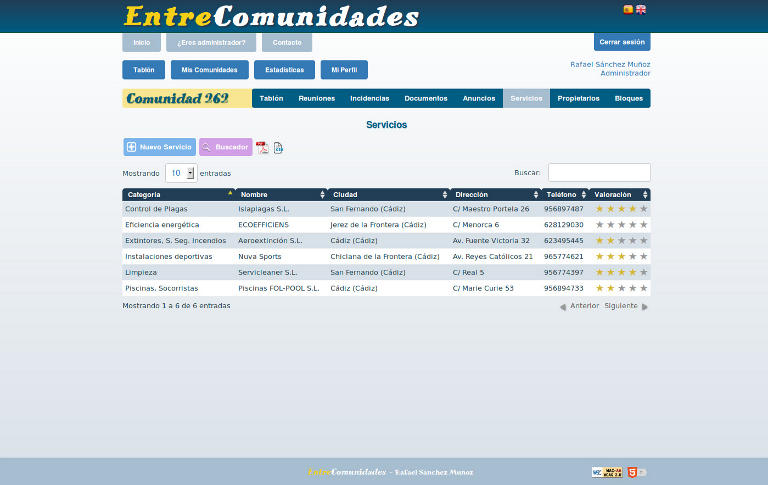 EntreComunidades
Inicio ¿Eres administrador? Contacto Cerrar sesión
Tablón Mis Comunidades Estadísticas Mi Perfil
Rafael Sánchez Muñoz
Administrador
Comunidad 262 Tablón Reuniones Incidencias Documentos Anuncios Servicios Propietarios Bloques
Servicios
Nuevo Servicio Buscador
Mostrando 10 entradas Buscar:
Categoría Nombre Ciudad Dirección Teléfono Valoración
Control de Plagas Islaplagas S.L. San Fernando (Cádiz) C/ Maestro Portela 26 956897487
Eficiencia energética ECOEFFICIENS Jerez de la Frontera (Cádiz) C/ Menorca 6 628129030
Extintores, S. Seg. Incendios Aeroextinción S.L. Cádiz (Cádiz) Av. Fuente Victoria 32 623495445
Instalaciones deportivas Nuva Sports Chiclana de la Frontera (Cádiz) Av. Reyes Católicos 21 965774621
Limpieza Servicleaner S.L. San Fernando (Cádiz) C/ Real 5 956774397
Piscinas, Socorristas Piscinas FOL-POOL S.L. Cádiz (Cádiz) C/ Marie Curie 53 956894733
Mostrando 1 a 6 de 6 entradas Anterior Siguiente
EntreComunidades - Rafael Sánchez Muñoz